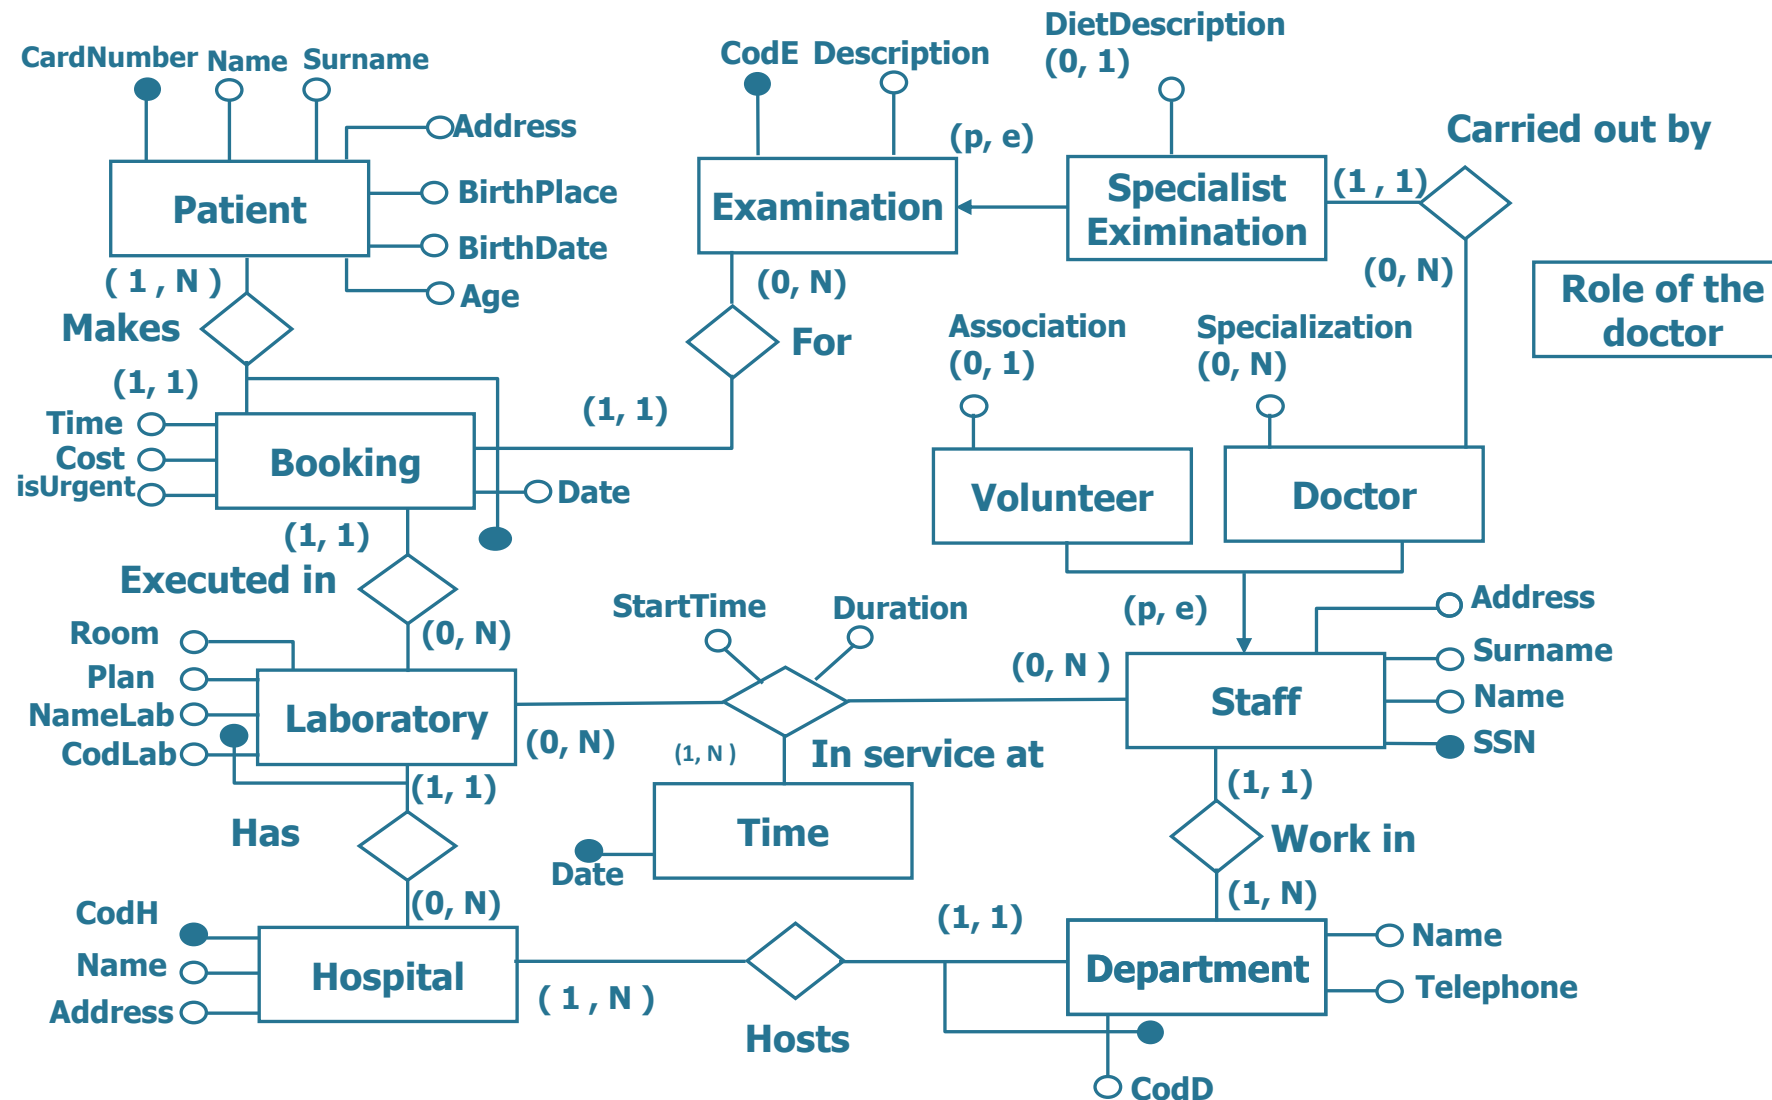 CardNumber
Name
Surname
Address
BirthPlace
BirthDate
Age
Patient
( 1 , N )
Makes
(1, 1)
Time
Cost
isUrgent
Booking
Date
(1, 1)
Executed in
(0, N)
CodE
Description
Examination
(p, e)
(0, N)
For
(1, 1)
DietDescription
(0, 1)
Specialist
Eximination
(1 , 1)
Carried out by
(0, N)
Role of the
doctor
Association
(0, 1)
Specialization
(0, N)
Volunteer
Doctor
(p, e)
Room
Plan
NameLab
CodLab
Laboratory
(0, N)
StartTime
Duration
In service at
(0, N )
(1, N )
Time
Date
Staff
Address
Surname
Name
SSN
(1, 1)
Work in
(1, N)
(1, 1)
Has
(0, N)
CodH
Name
Address
Hospital
( 1 , N )
Hosts
(1, 1)
Department
Name
Telephone
CodD